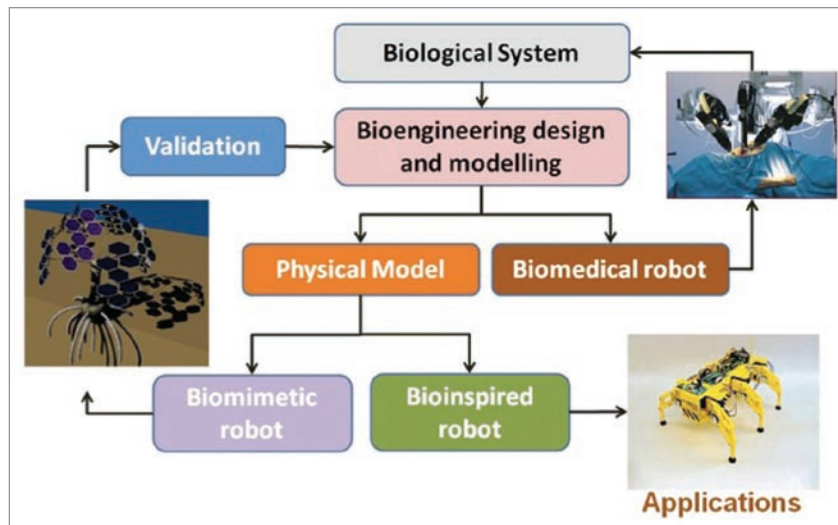 Biological System
Validation
Bioengineering design
and modelling
Physical Model
Biomedical robot
Biomimetic
robot
Bioinspired
robot
Applications